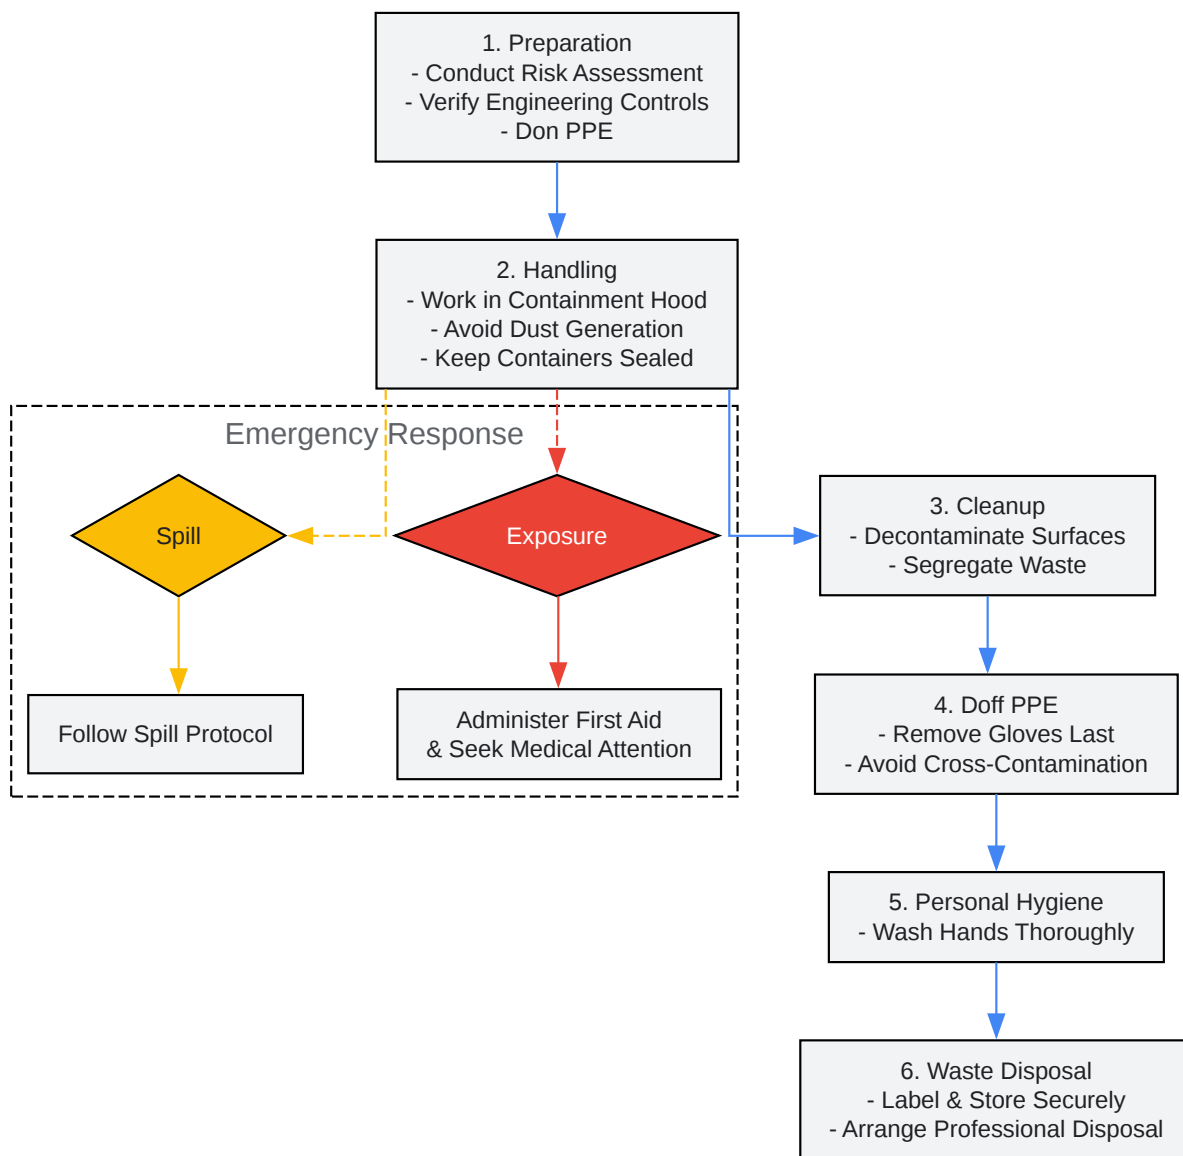 1. Preparation
- Conduct Risk Assessment
- Verify Engineering Controls
- Don PPE
2. Handling
- Work in Containment Hood
- Avoid Dust Generation
- Keep Containers Sealed
Emergency Response
Spill
Exposure
3. Cleanup
- Decontaminate Surfaces
- Segregate Waste
Follow Spill Protocol
Administer First Aid
& Seek Medical Attention
4. Doff PPE
- Remove Gloves Last
- Avoid Cross-Contamination
5. Personal Hygiene
- Wash Hands Thoroughly
6. Waste Disposal
- Label & Store Securely
- Arrange Professional Disposal